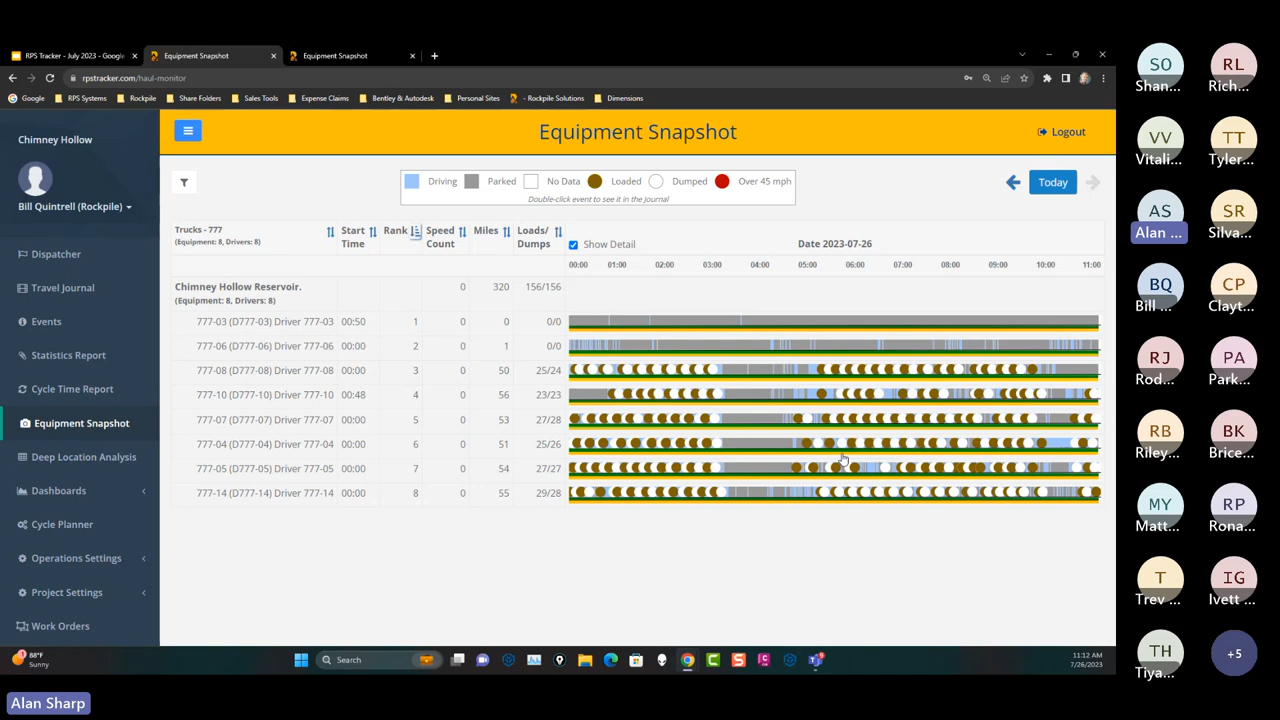 RPS Tracker - July 2023 - Google
Equipment Snapshot
Equipment Snapshot
rpstracker.com/haul-monitor
Google
RPS Systems
Rockpile
Share Folders
Sales Tools
Expense Claims
Bentley & Autodesk
Personal Sites
- Rockpile Solutions
Dimensions
Chimney Hollow
Bill Quintrell (Rockpile)
Dispatcher
Travel Journal
Events
Statistics Report
Cycle Time Report
Equipment Snapshot
Deep Location Analysis
Dashboards
Cycle Planner
Operations Settings
Project Settings
Work Orders
Equipment Snapshot
Logout
Driving Parked No Data Loaded Dumped Over 45 mph
Double-click event to see it in the Journal
Today
Trucks - 777
(Equipment: 8, Drivers: 8)
Start Time
Rank
Speed Count
Miles
Loads/ Dumps
Show Detail
Date 2023-07-26
00:00 01:00 02:00 03:00 04:00 05:00 06:00 07:00 08:00 09:00 10:00 11:00
Chimney Hollow Reservoir. 0 320 156/156
(Equipment: 8, Drivers: 8)
777-03 (D777-03) Driver 777-03 00:50 1 0 0 0/0
777-06 (D777-06) Driver 777-06 00:00 2 0 1 0/0
777-08 (D777-08) Driver 777-08 00:00 3 0 50 25/24
777-10 (D777-10) Driver 777-10 00:48 4 0 56 23/23
777-07 (D777-07) Driver 777-07 00:00 5 0 53 27/28
777-04 (D777-04) Driver 777-04 00:00 6 0 51 25/26
777-05 (D777-05) Driver 777-05 00:00 7 0 54 27/27
777-14 (D777-14) Driver 777-14 00:00 8 0 55 29/28
88°F
Sunny
Search
11:12 AM
7/26/2023
Alan Sharp
SO
Shan...
RL
Rich...
VV
Vitali...
TT
Tyler...
AS
Alan ...
SR
Silva...
BQ
Bill ...
CP
Clayt...
RJ
Rod...
PA
Park...
RB
Riley...
BK
Brice...
MY
Matt...
RP
Rona...
T
Trev ...
IG
Ivett ...
TH
Tiya...
+5